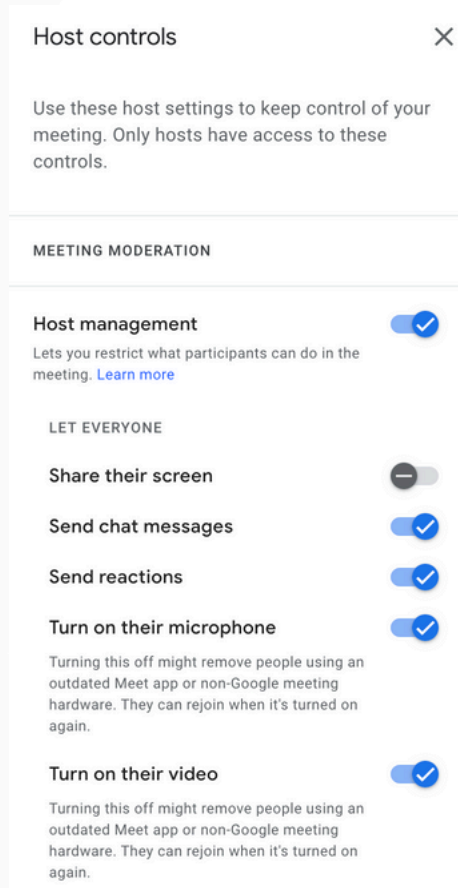 Host controls
Use these host settings to keep control of your
meeting. Only hosts have access to these
controls.
MEETING MODERATION
Host management
Lets you restrict what participants can do in the
meeting. Learn more
LET EVERYONE
Share their screen
Send chat messages
Send reactions
Turn on their microphone
Turning this off might remove people using an
outdated Meet app or non-Google meeting
hardware. They can rejoin when it's turned on
again.
Turn on their video
Turning this off might remove people using an
outdated Meet app or non-Google meeting
hardware. They can rejoin when it's turned on
again.